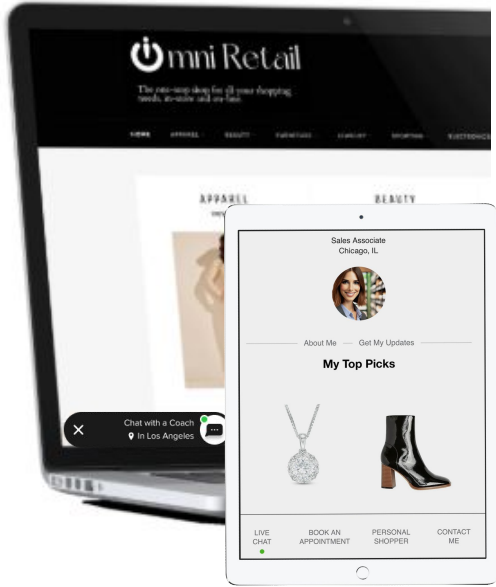 Omni Retail
The one-stop shop for all your shopping
needs, in-store and on-line.
HOME APPAREL BEAUTY FURNITURE JEWELRY SPORTING ELECTRONICS
APPAREL BEAUTY
Chat with a Coach
In Los Angeles
Sales Associate
Chicago, IL
About Me Get My Updates
My Top Picks
LIVE
CHAT
BOOK AN
APPOINTMENT
PERSONAL
SHOPPER
CONTACT
ME